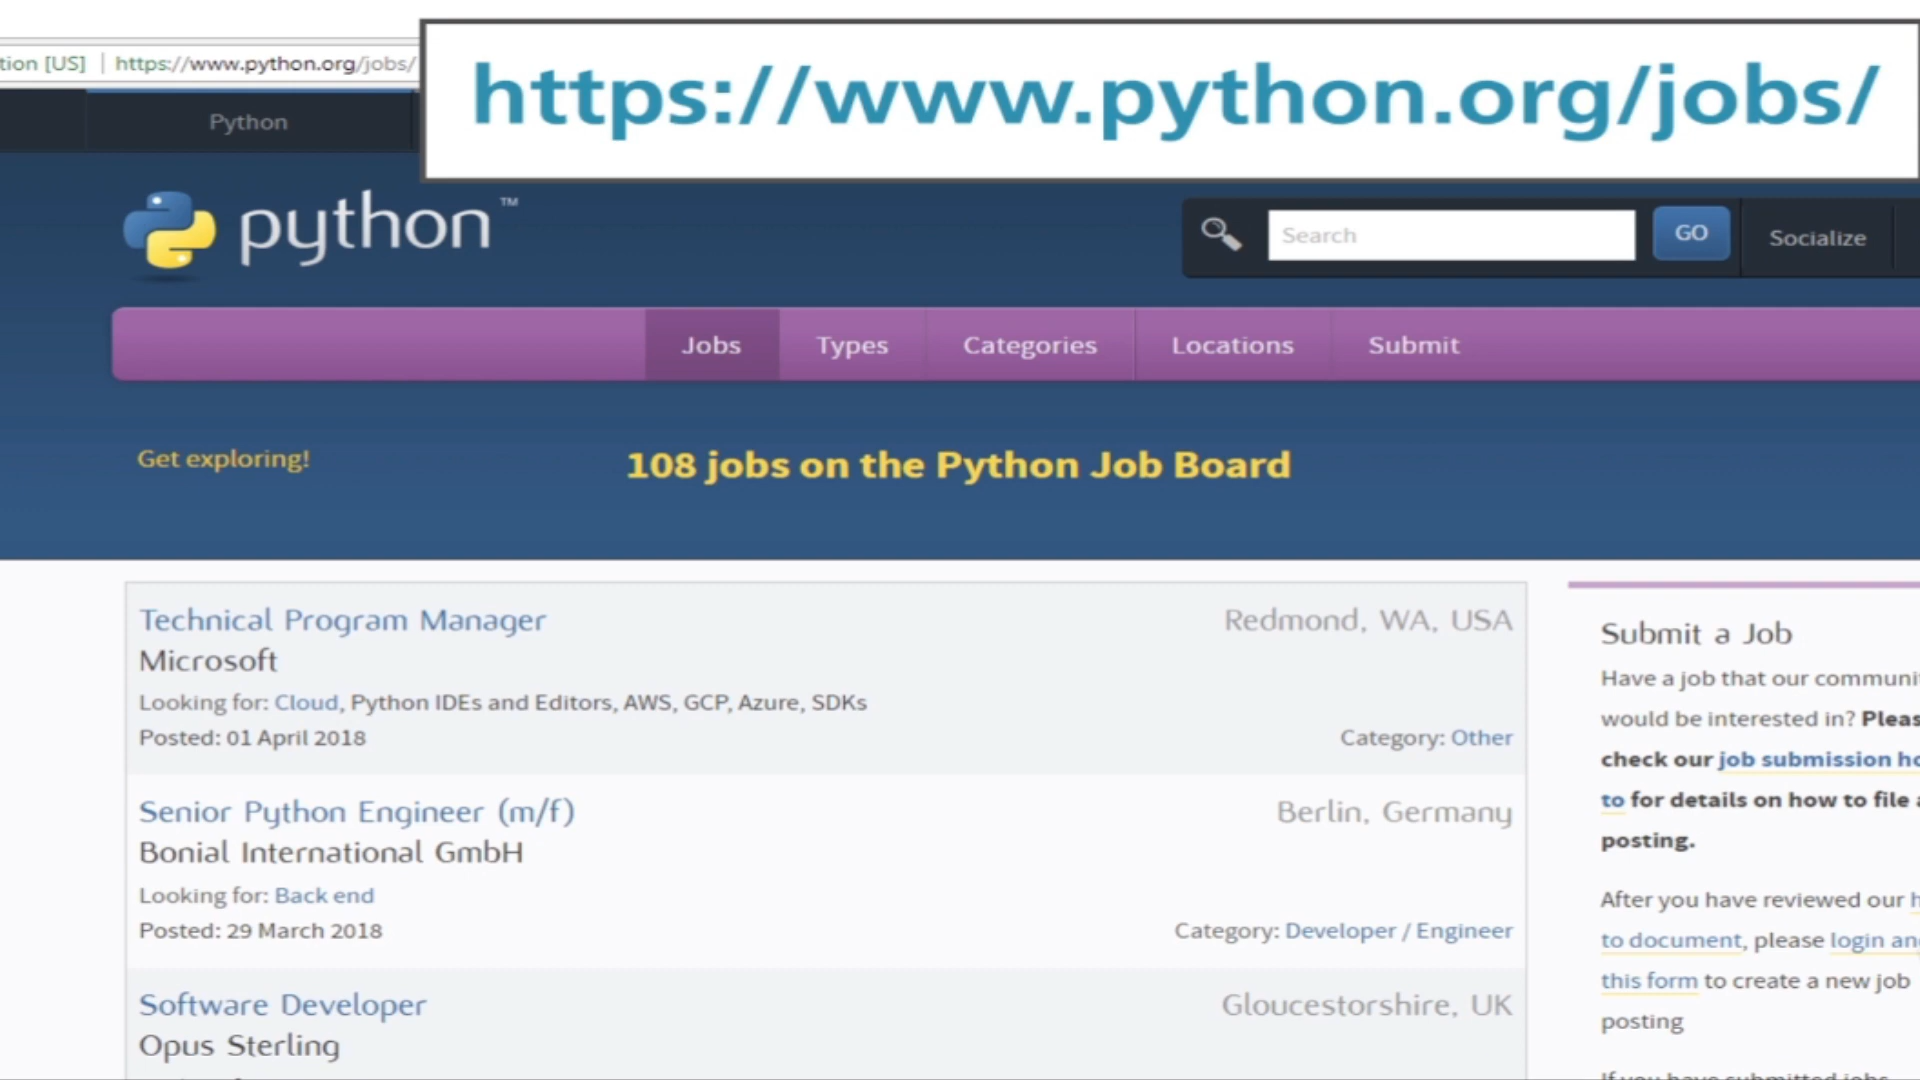 tion [US] | https://www.python.org/jobs/
https://www.python.org/jobs/
Python
python™
Search
GO
Socialize
Jobs
Types
Categories
Locations
Submit
Get exploring!
108 jobs on the Python Job Board
Technical Program Manager
Redmond, WA, USA
Microsoft
Looking for: Cloud, Python IDEs and Editors, AWS, GCP, Azure, SDKs
Posted: 01 April 2018
Category: Other
Senior Python Engineer (m/f)
Berlin, Germany
Bonial International GmbH
Looking for: Back end
Posted: 29 March 2018
Category: Developer / Engineer
Software Developer
Gloucestorshire, UK
Opus Sterling
Submit a Job
Have a job that our communi
would be interested in? Pleas
check our job submission ho
to for details on how to file a
posting.
After you have reviewed our h
to document, please login an
this form to create a new job
posting
If you have submitted jobs